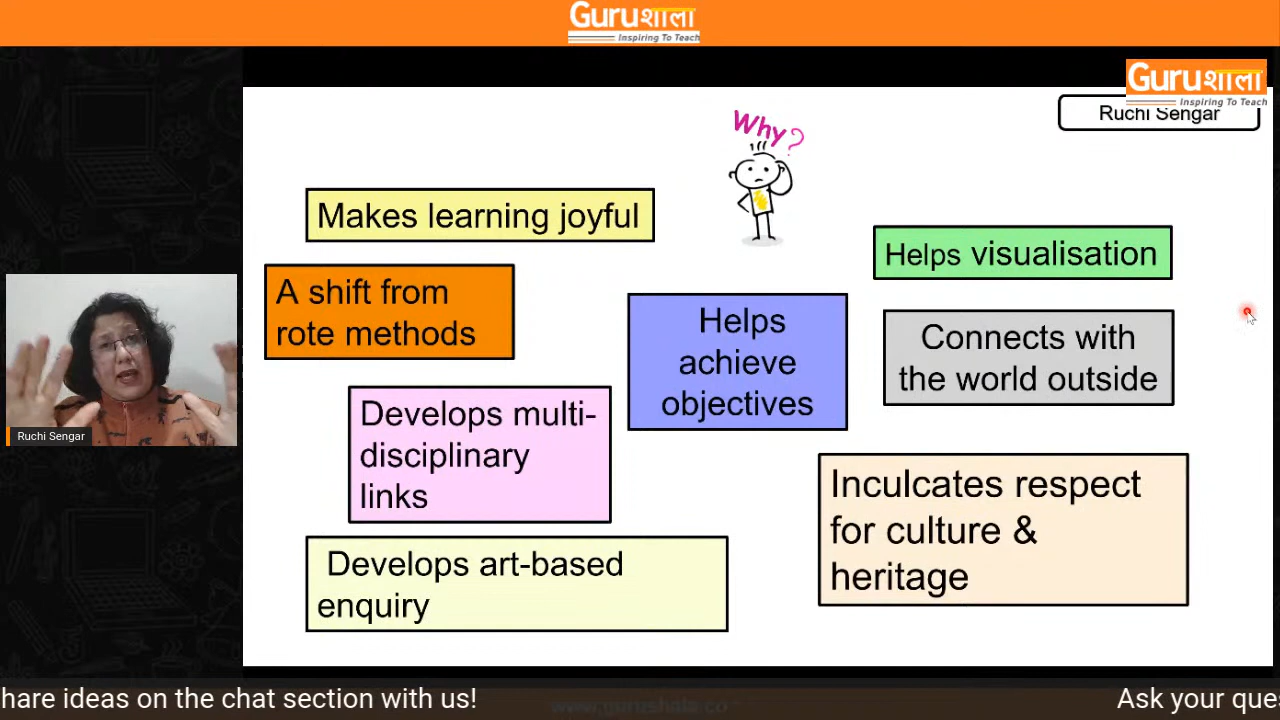 Guruशाला
Inspiring To Teach
Guruशाला
Inspiring To Teach
Ruchi Sengar
Why?
Makes learning joyful
Helps visualisation
A shift from
rote methods
Helps
achieve
objectives
Connects with
the world outside
Develops multi-
disciplinary
links
Inculcates respect
for culture &
heritage
Develops art-based
enquiry
Ruchi Sengar
hare ideas on the chat section with us!
Ask your ques